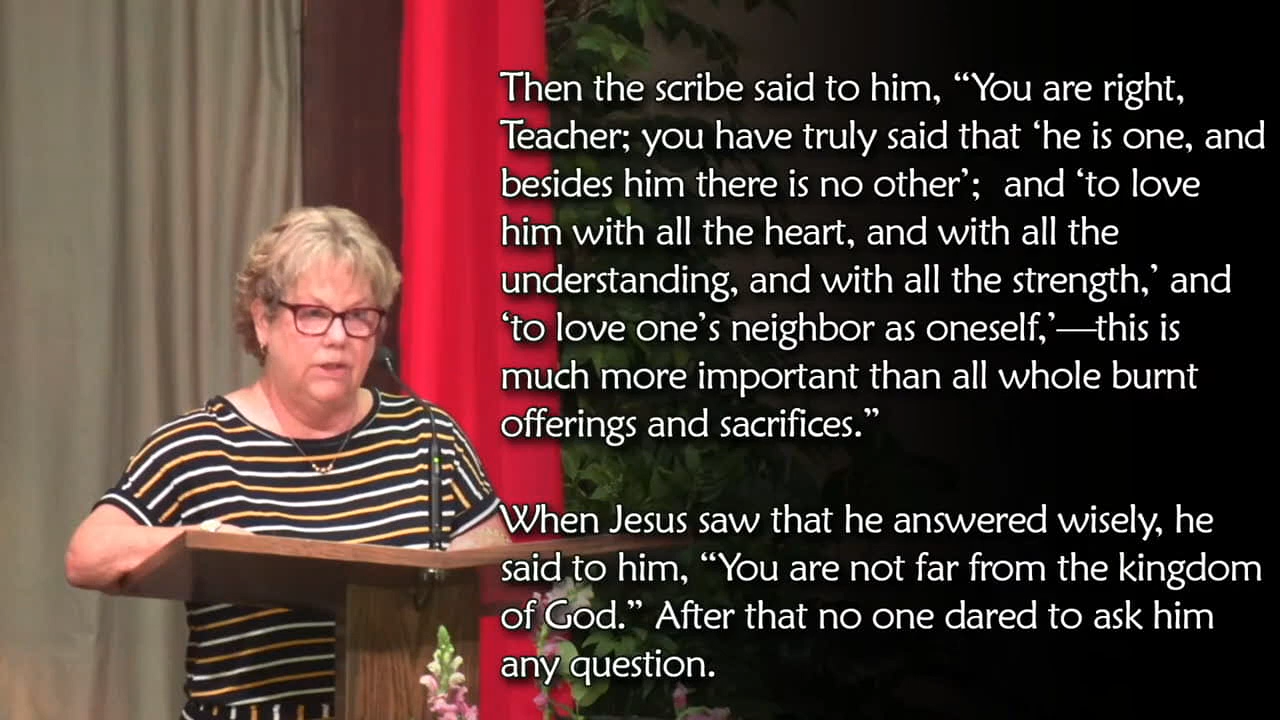 Then the scribe said to him, “You are right,
Teacher; you have truly said that ‘he is one, and
besides him there is no other’;  and ‘to love
him with all the heart, and with all the
understanding, and with all the strength,’ and
‘to love one’s neighbor as oneself,’—this is
much more important than all whole burnt
offerings and sacrifices.”
When Jesus saw that he answered wisely, he
said to him, “You are not far from the kingdom
of God.” After that no one dared to ask him
any question.